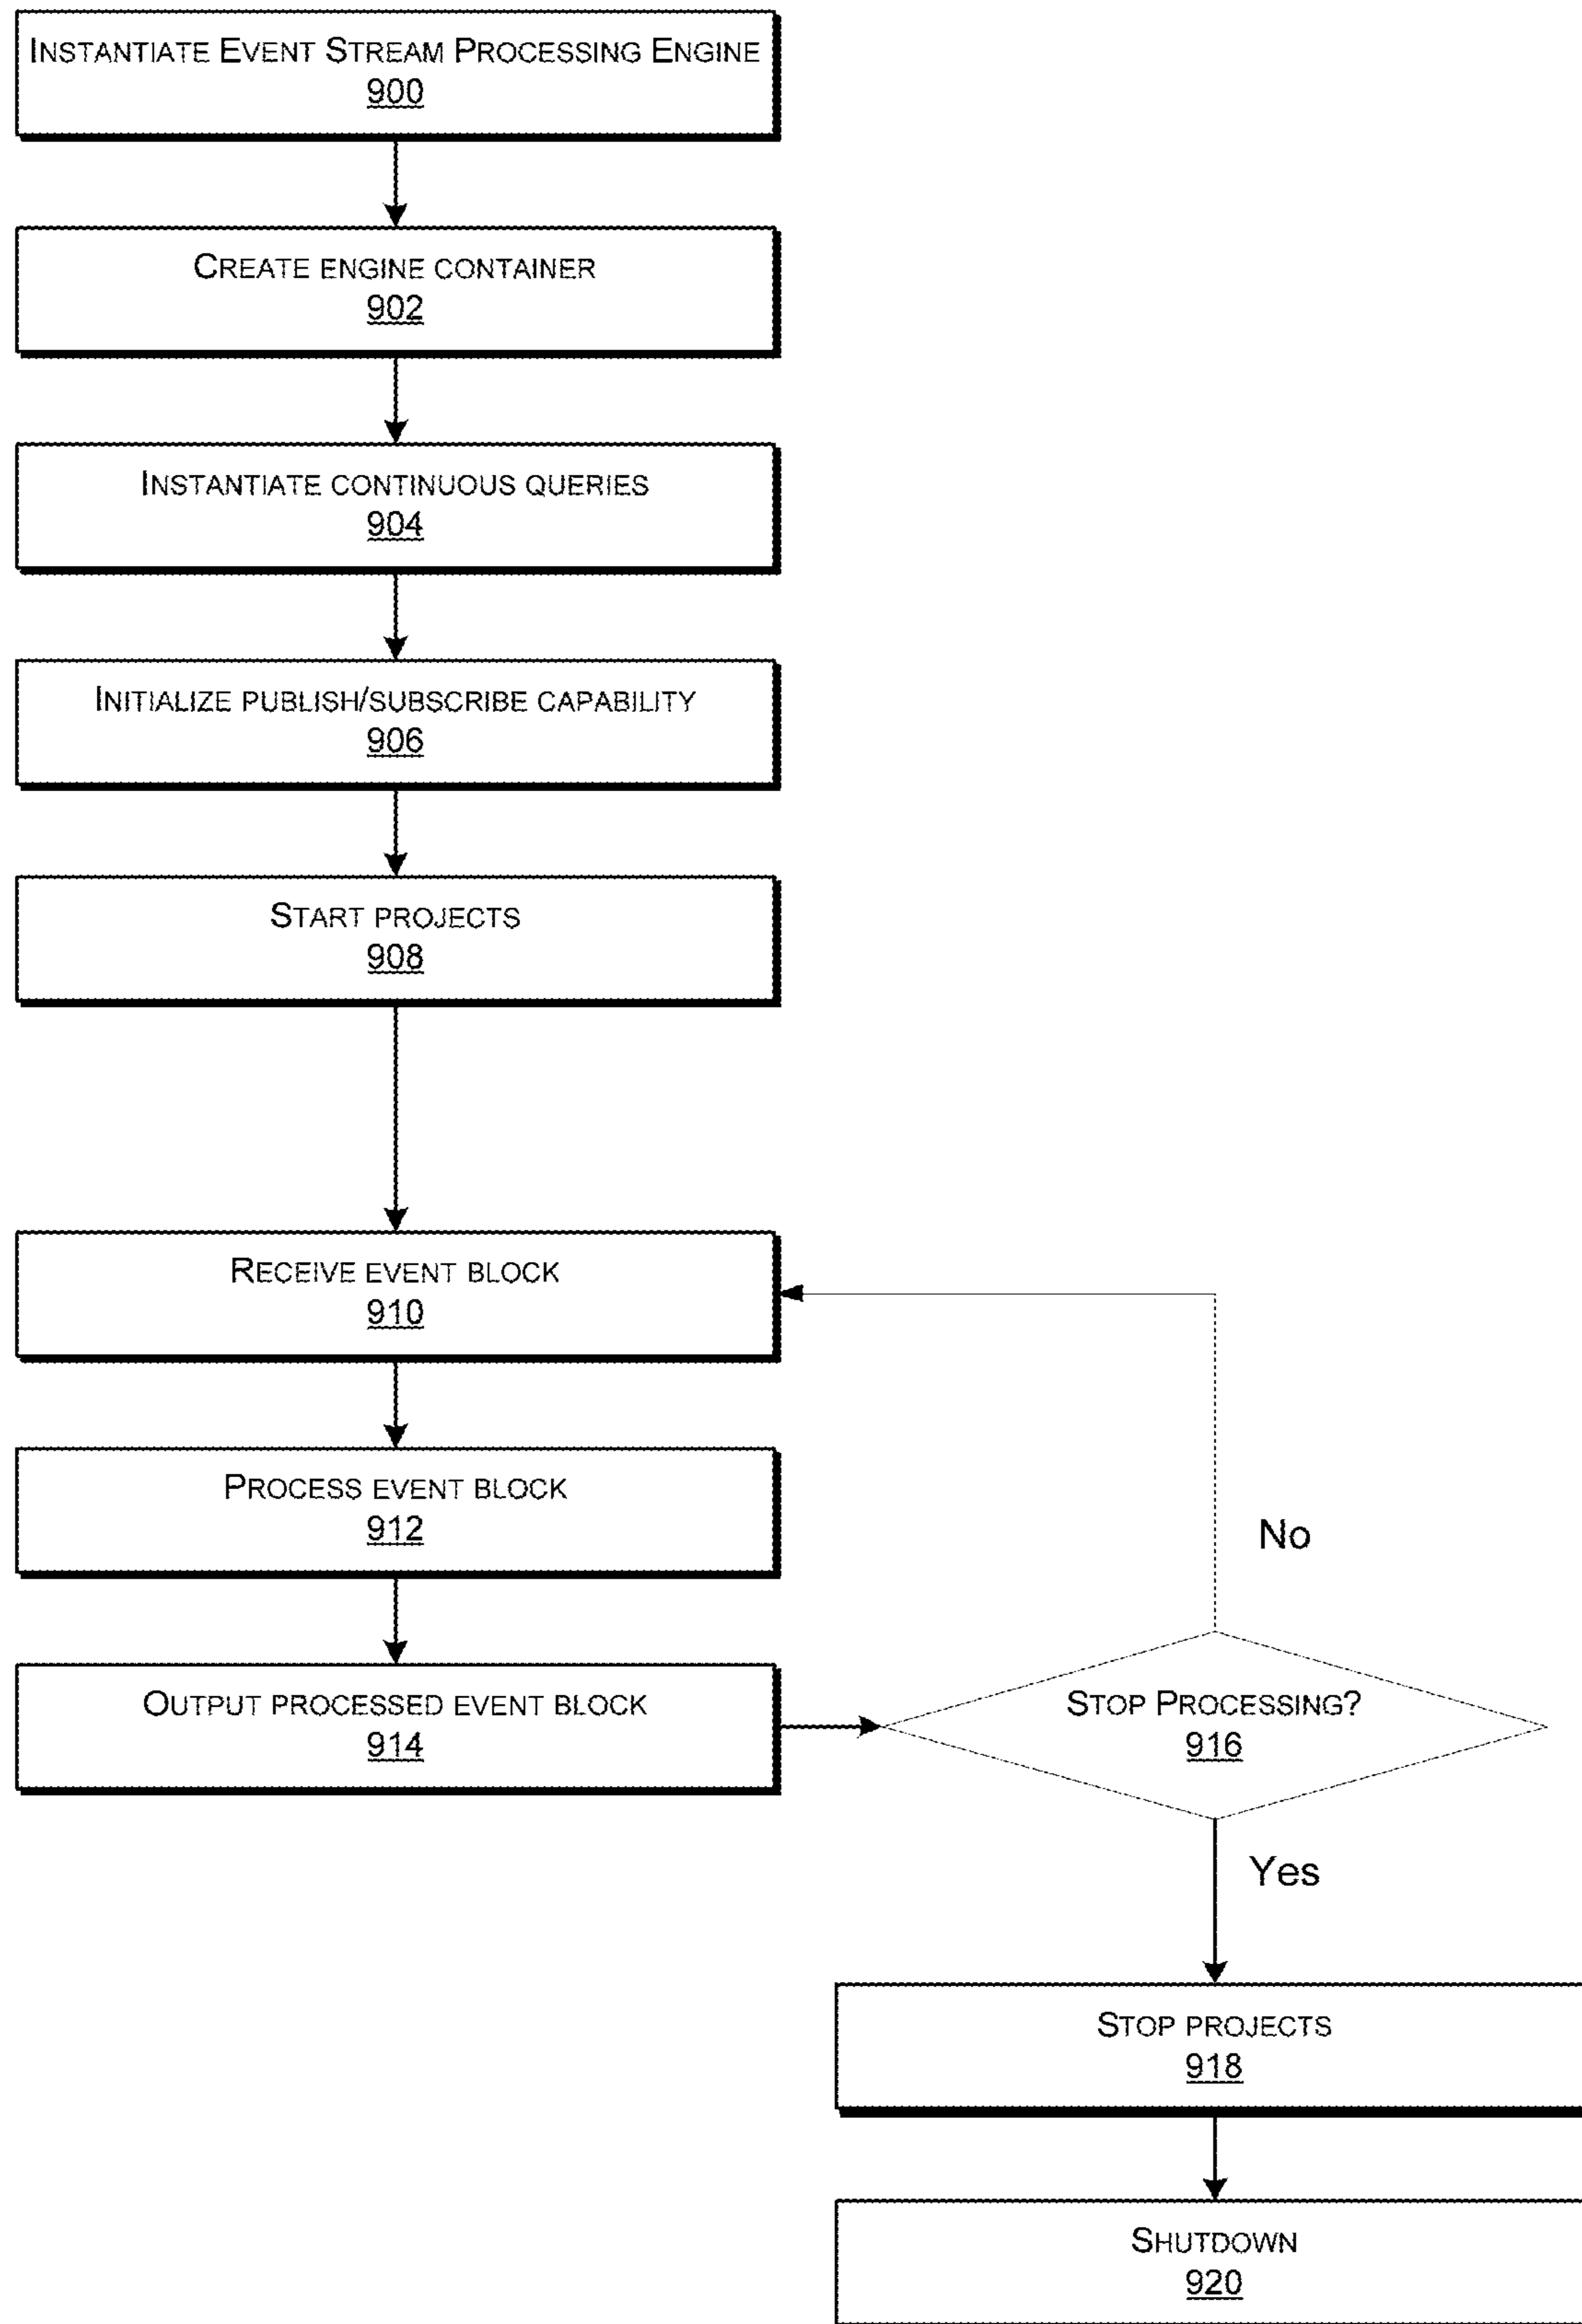 Instantiate Event Stream Processing Engine
900
Create engine container
902
Instantiate continuous queries
904
Initialize publish/subscribe capability
906
Start projects
908
Receive event block
910
Process event block
912
No
Output processed event block
914
Stop Processing?
916
Yes
Stop projects
918
Shutdown
920